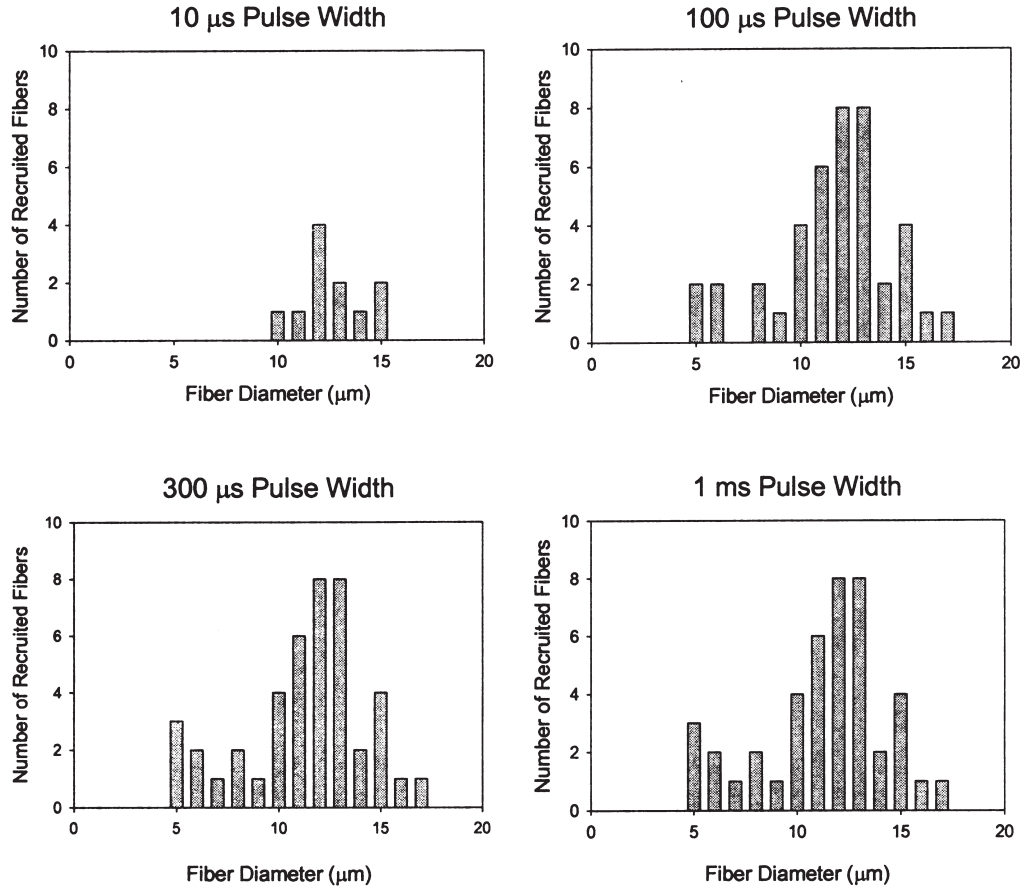 10 μs Pulse Width
Number of Recruited Fibers
10
8
6
4
2
0
0 5 10 15 20
Fiber Diameter (μm)
100 μs Pulse Width
Number of Recruited Fibers
10
8
6
4
2
0
0 5 10 15 20
Fiber Diameter (μm)
300 μs Pulse Width
Number of Recruited Fibers
10
8
6
4
2
0
0 5 10 15 20
Fiber Diameter (μm)
1 ms Pulse Width
Number of Recruited Fibers
10
8
6
4
2
0
0 5 10 15 20
Fiber Diameter (μm)